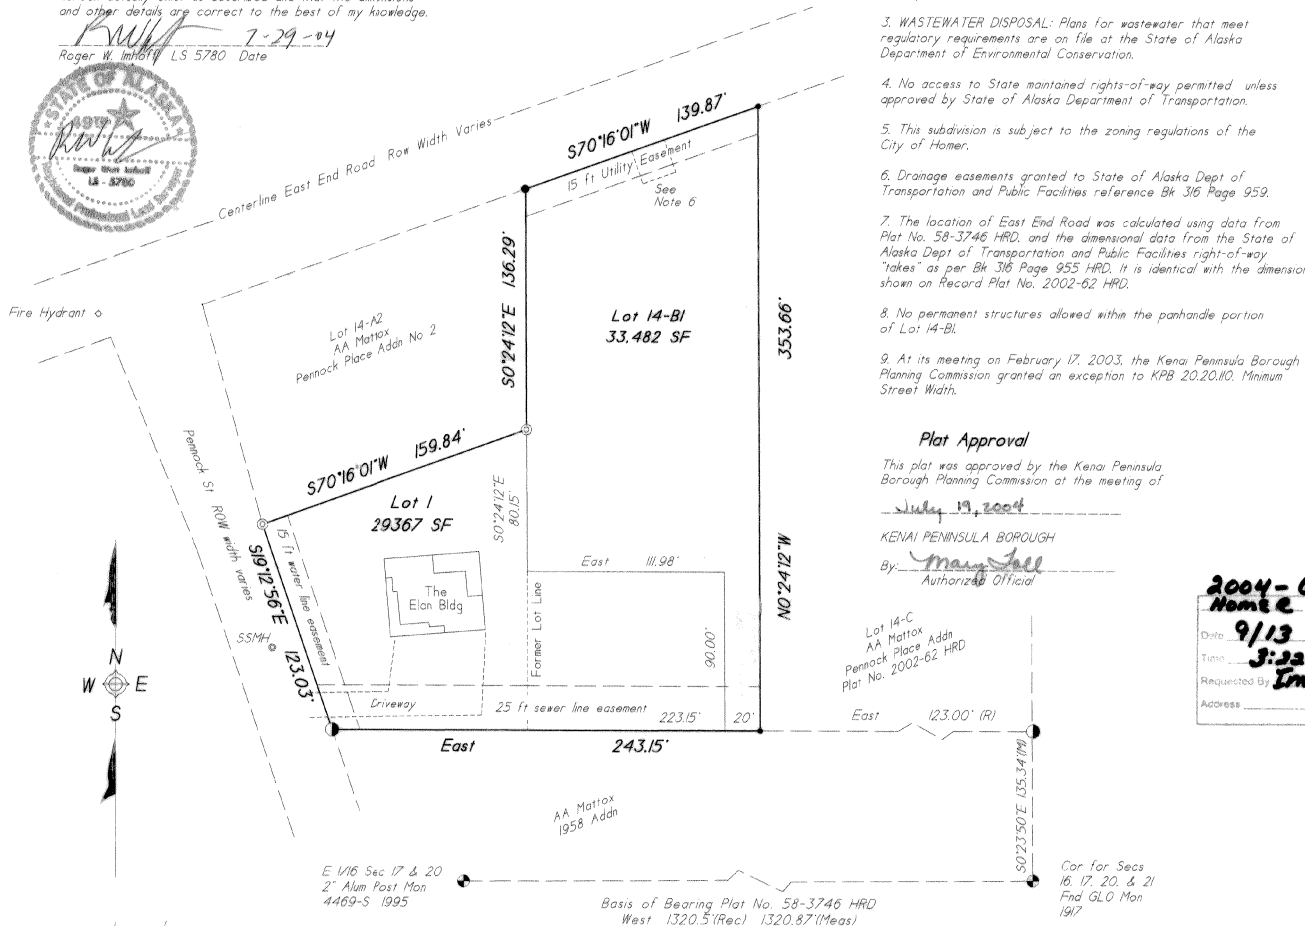 and other details are correct to the best of my knowledge.
7-29-04
Roger W. Imhoff LS 5780 Date
STATE OF ALASKA
49TH
Roger W. Imhoff
LS - 5780
Registered Professional Land Surveyor
Centerline East End Road Row Width Varies
S70°16'01"W 139.87'
15 ft Utility Easement
See
Note 6
Fire Hydrant
Lot 14-A2
AA Mattox
Pennock Place Addn No 2
S0°24'12"E 136.29'
Lot 14-B1
33,482 SF
353.66'
N0°24'12"W
S70°16'01"W 159.84'
Pennock St ROW width varies
Lot 1
29367 SF
S0°24'12"E
80.15'
15 ft water line easement
S19°12'56"E 123.03'
SSMH
The
Elan Bldg
Former Lot Line
East 111.98'
90.00'
Driveway
25 ft sewer line easement
223.15' 20'
East 243.15'
N
W E
S
Lot 14-C
AA Mattox
Pennock Place Addn
Plat No. 2002-62 HRD
East 123.00' (R)
S0°23'50"E 135.34'(M)
AA Mattox
1958 Addn
E 1/16 Sec 17 & 20
2" Alum Post Mon
4469-S 1995
Basis of Bearing Plat No. 58-3746 HRD
West 1320.5'(Rec) 1320.87'(Meas)
Cor for Secs
16, 17, 20, & 21
Fnd GLO Mon
1917
3. WASTEWATER DISPOSAL: Plans for wastewater that meet
regulatory requirements are on file at the State of Alaska
Department of Environmental Conservation.
4. No access to State maintained rights-of-way permitted unless
approved by State of Alaska Department of Transportation.
5. This subdivision is subject to the zoning regulations of the
City of Homer.
6. Drainage easements granted to State of Alaska Dept of
Transportation and Public Facilities reference Bk 316 Page 959.
7. The location of East End Road was calculated using data from
Plat No. 58-3746 HRD. and the dimensional data from the State of
Alaska Dept of Transportation and Public Facilities right-of-way
"takes" as per Bk 316 Page 955 HRD. It is identical with the dimension
shown on Record Plat No. 2002-62 HRD.
8. No permanent structures allowed within the panhandle portion
of Lot 14-B1.
9. At its meeting on February 17, 2003, the Kenai Peninsula Borough
Planning Commission granted an exception to KPB 20.20.110. Minimum
Street Width.
Plat Approval
This plat was approved by the Kenai Peninsula
Borough Planning Commission at the meeting of
July 19, 2004
KENAI PENINSULA BOROUGH
By: Mary Toll
Authorized Official
2004-
Home
Date 9/13
Time 3:22
Requested By Im
Address